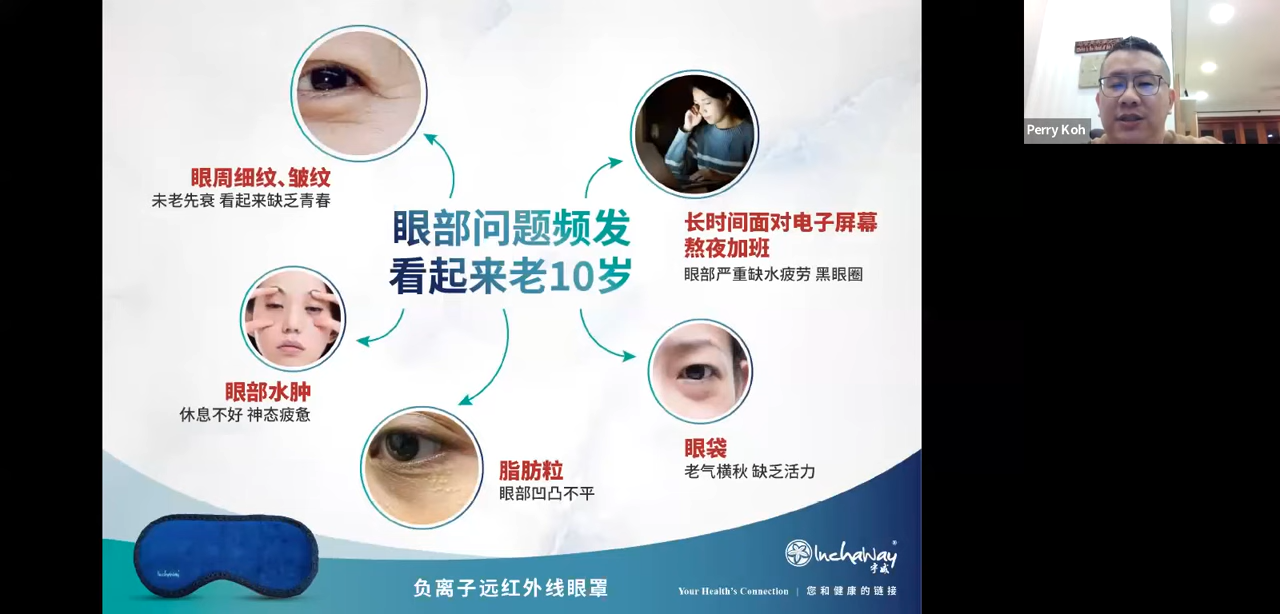 眼周细纹、皱纹
未老先衰 看起来缺乏青春
长时间面对电子屏幕
熬夜加班
眼部严重缺水疲劳 黑眼圈
眼部问题频发
看起来老10岁
眼部水肿
休息不好 神态疲惫
脂肪粒
眼部凹凸不平
眼袋
老气横秋 缺乏活力
InchaWay
负离子远红外线眼罩
InchaWay®
宇威
Your Health's Connection | 您和健康的链接
Perry Koh